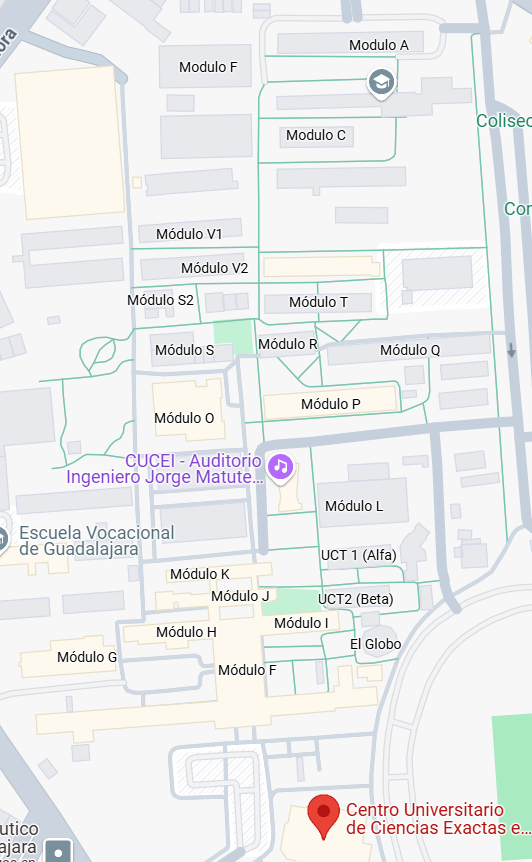 ora
Modulo A
Modulo F
Coliseo
Modulo C
Cor
Módulo V1
Módulo V2
Módulo S2
Módulo T
Módulo R
Módulo S
Módulo Q
Módulo P
Módulo O
CUCEI - Auditorio
Ingeniero Jorge Matute...
Módulo L
Escuela Vocacional
de Guadalajara
UCT 1 (Alfa)
Módulo K
Módulo J
UCT2 (Beta)
Módulo I
Módulo H
El Globo
Módulo G
Módulo F
Centro Universitario
de Ciencias Exactas e...
utico
ajara